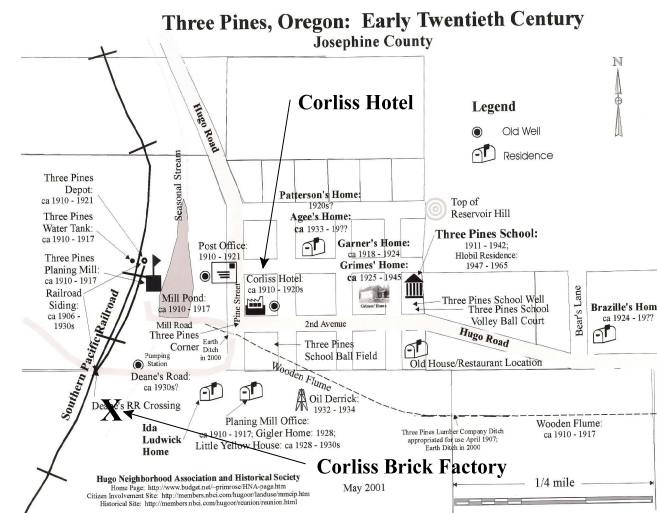 Three Pines, Oregon: Early Twentieth Century
Josephine County
N
Hugo Road
Corliss Hotel
Legend
Old Well
Residence
Seasonal Stream
Three Pines
Depot:
ca 1910 - 1921
Three Pines
Water Tank:
ca 1910 - 1917
Three Pines
Planing Mill:
ca 1910 - 1917
Railroad
Siding:
ca 1906 -
1930s
Southern Pacific Railroad
Patterson's Home:
1920s?
Agee's Home:
ca 1933 - 19??
Garner's Home:
ca 1918 - 1924
Grimes' Home:
ca 1925 - 1945
Grimes' Home
Top of
Reservoir Hill
Three Pines School:
1911 - 1942;
Hlobil Residence:
1947 - 1965
Post Office:
1910 - 1921
Corliss Hotel:
ca 1910 - 1920s
Pine Street
Mill Pond:
ca 1910 - 1917
Mill Road
Three Pines
Corner
Earth
Ditch
in 2000
2nd Avenue
Three Pines School Well
Three Pines School
Volley Ball Court
Hugo Road
Bear's Lane
Brazille's Hom
ca 1924 - 19??
Three Pines
School Ball Field
Old House/Restaurant Location
Pumping
Station
Deane's Road:
ca 1930s?
Deane's RR Crossing
X
Wooden Flume
Oil Derrick:
1932 - 1934
Ida
Ludwick
Home
Planing Mill Office:
ca 1910 - 1917; Gigler Home: 1928;
Little Yellow House: ca 1928 - 1930s
Three Pines Lumber Company Ditch
appropriated for use April 1907;
Earth Ditch in 2000
Wooden Flume:
ca 1910 - 1917
Corliss Brick Factory
Hugo Neighborhood Association and Historical Society
Home Page: http://www.budget.net/~primrose/HNA-page.htm
Citizen Involvement Site: http://members.nbci.com/hugoor/landuse/mmcip.htm
Historical Site: http://members.nbci.com/hugoor/reunion/reunion.html
May 2001
1/4 mile